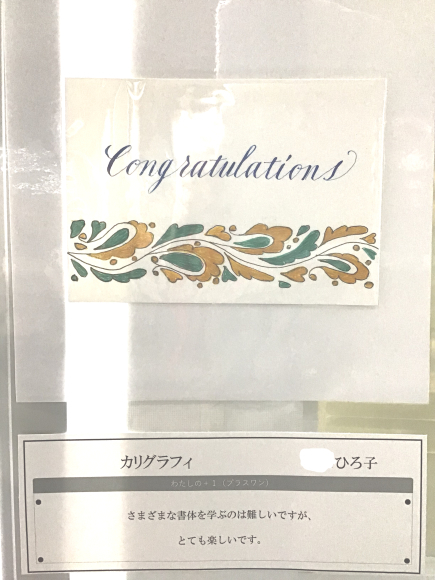 Congratulations
カリグラフィ ひろ子
わたしの+1（プラスワン）
さまざまな書体を学ぶのは難しいですが、
とても楽しいです。